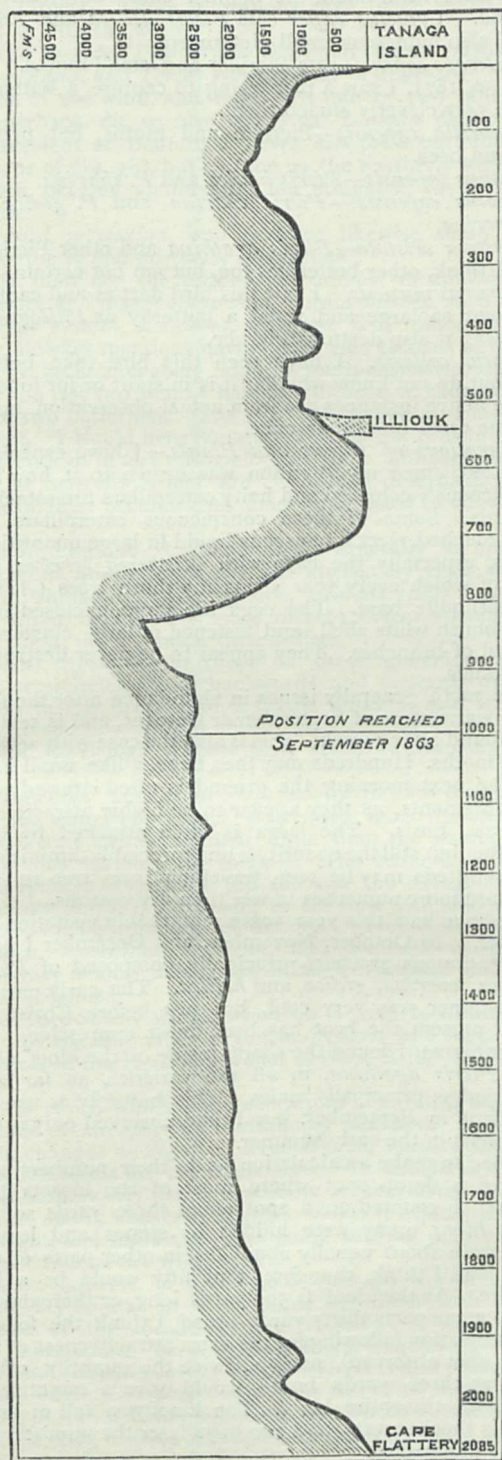 FM'S 4500 4000 3500 3000 2500 2000 1500 1000 500 TANAGA
ISLAND
100
200
300
400
500
ILLIOUK
600
700
800
900
POSITION REACHED
1000
SEPTEMBER 1863
1100
1200
1300
1400
1500
1600
1700
1800
1900
2000
CAPE
FLATTERY 2085